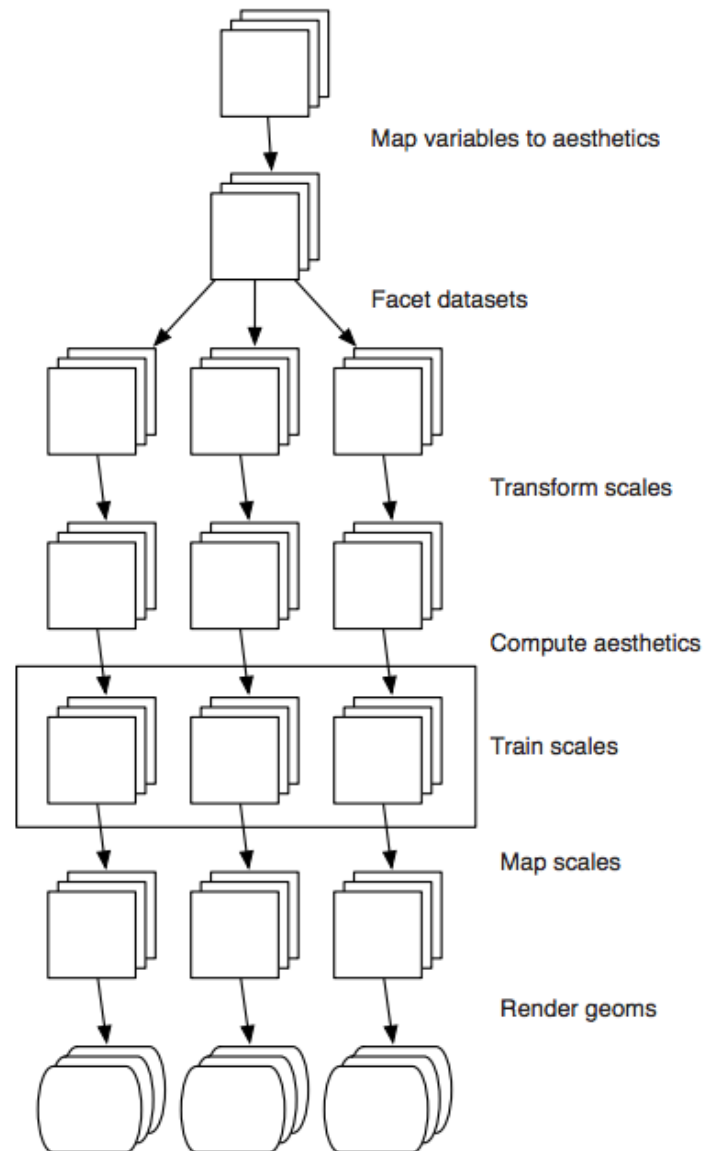 Map variables to aesthetics
Facet datasets
Transform scales
Compute aesthetics
Train scales
Map scales
Render geoms